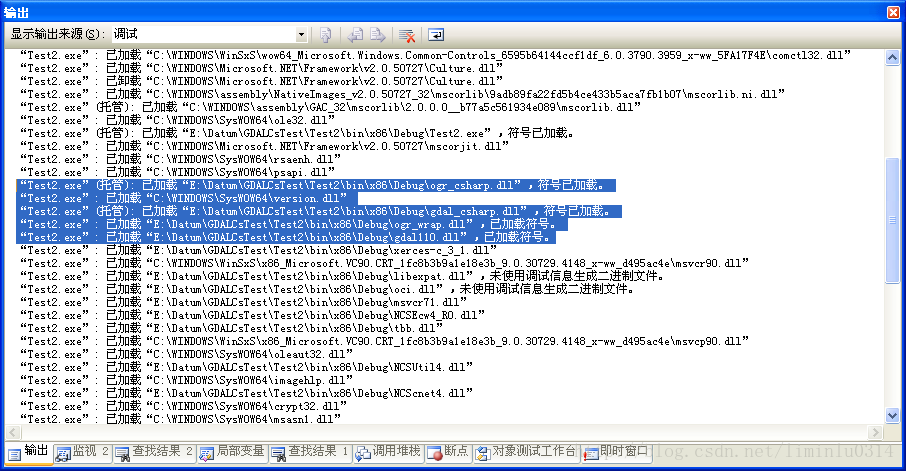 输出
显示输出来源(S): 调试
“Test2.exe”: 已加载“C:\WINDOWS\WinSxS\wow64_Microsoft.Windows.Common-Controls_6595b64144ccf1df_6.0.3790.3959_x-ww_5FA17F4E\comctl32.dll”
“Test2.exe”: 已加载“C:\WINDOWS\Microsoft.NET\Framework\v2.0.50727\Culture.dll”
“Test2.exe”: 已卸载“C:\WINDOWS\Microsoft.NET\Framework\v2.0.50727\Culture.dll”
“Test2.exe”: 已加载“C:\WINDOWS\assembly\NativeImages_v2.0.50727_32\mscorlib\9adb89fa22fd5b4ce433b5aca7fb1b07\mscorlib.ni.dll”
“Test2.exe”(托管): 已加载“C:\WINDOWS\assembly\GAC_32\mscorlib\2.0.0.0__b77a5c561934e089\mscorlib.dll”
“Test2.exe”: 已加载“C:\WINDOWS\SysWOW64\ole32.dll”
“Test2.exe”(托管): 已加载“E:\Datum\GDALCsTest\Test2\bin\x86\Debug\Test2.exe”，符号已加载。
“Test2.exe”: 已加载“C:\WINDOWS\Microsoft.NET\Framework\v2.0.50727\mscorjit.dll”
“Test2.exe”: 已加载“C:\WINDOWS\SysWOW64\rsaenh.dll”
“Test2.exe”: 已加载“C:\WINDOWS\SysWOW64\psapi.dll”
“Test2.exe”(托管): 已加载“E:\Datum\GDALCsTest\Test2\bin\x86\Debug\ogr_csharp.dll”，符号已加载。
“Test2.exe”: 已加载“C:\WINDOWS\SysWOW64\version.dll”
“Test2.exe”(托管): 已加载“E:\Datum\GDALCsTest\Test2\bin\x86\Debug\gdal_csharp.dll”，符号已加载。
“Test2.exe”: 已加载“E:\Datum\GDALCsTest\Test2\bin\x86\Debug\ogr_wrap.dll”，已加载符号。
“Test2.exe”: 已加载“E:\Datum\GDALCsTest\Test2\bin\x86\Debug\gdal110.dll”，已加载符号。
“Test2.exe”: 已加载“E:\Datum\GDALCsTest\Test2\bin\x86\Debug\xerces-c_3_1.dll”
“Test2.exe”: 已加载“C:\WINDOWS\WinSxS\x86_Microsoft.VC90.CRT_1fc8b3b9a1e18e3b_9.0.30729.4148_x-ww_d495ac4e\msvcr90.dll”
“Test2.exe”: 已加载“E:\Datum\GDALCsTest\Test2\bin\x86\Debug\libexpat.dll”，未使用调试信息生成二进制文件。
“Test2.exe”: 已加载“E:\Datum\GDALCsTest\Test2\bin\x86\Debug\oci.dll”，未使用调试信息生成二进制文件。
“Test2.exe”: 已加载“E:\Datum\GDALCsTest\Test2\bin\x86\Debug\msvcr71.dll”
“Test2.exe”: 已加载“E:\Datum\GDALCsTest\Test2\bin\x86\Debug\NCSEcw4_RO.dll”
“Test2.exe”: 已加载“E:\Datum\GDALCsTest\Test2\bin\x86\Debug\tbb.dll”
“Test2.exe”: 已加载“C:\WINDOWS\WinSxS\x86_Microsoft.VC90.CRT_1fc8b3b9a1e18e3b_9.0.30729.4148_x-ww_d495ac4e\msvcp90.dll”
“Test2.exe”: 已加载“C:\WINDOWS\SysWOW64\oleaut32.dll”
“Test2.exe”: 已加载“E:\Datum\GDALCsTest\Test2\bin\x86\Debug\NCSUtil4.dll”
“Test2.exe”: 已加载“C:\WINDOWS\SysWOW64\imagehlp.dll”
“Test2.exe”: 已加载“E:\Datum\GDALCsTest\Test2\bin\x86\Debug\NCScnet4.dll”
“Test2.exe”: 已加载“C:\WINDOWS\SysWOW64\crypt32.dll”
“Test2.exe”: 已加载“C:\WINDOWS\SysWOW64\msasn1.dll”
输出 监视 2 查找结果 2 局部变量 查找结果 1 调用堆栈 断点 对象测试工作台 即时窗口
blog.csdn.net/liminlu0314